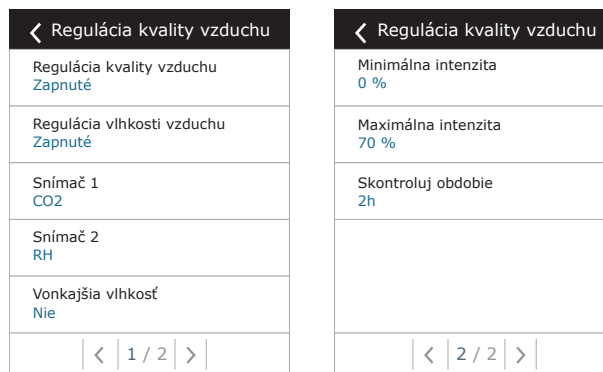 Regulácia kvality vzduchu
Regulácia kvality vzduchu
Zapnuté
Regulácia vlhkosti vzduchu
Zapnuté
Snímač 1
CO2
Snímač 2
RH
Vonkajšia vlhkosť
Nie
1 / 2
Regulácia kvality vzduchu
Minimálna intenzita
0 %
Maximálna intenzita
70 %
Skontroluj obdobie
2h
2 / 2